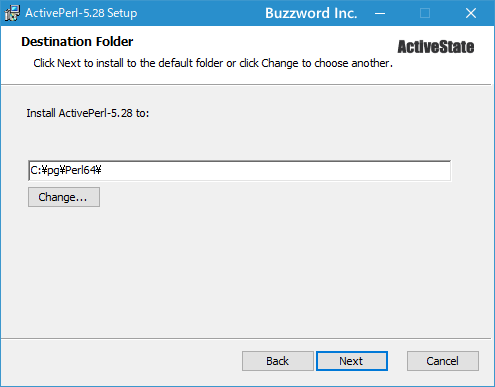 ActivePerl-5.28 Setup Buzzword Inc.
Destination Folder
ActiveState
Click Next to install to the default folder or click Change to choose another.
Install ActivePerl-5.28 to:
C:¥pg¥Perl64¥
Change...
Back Next Cancel